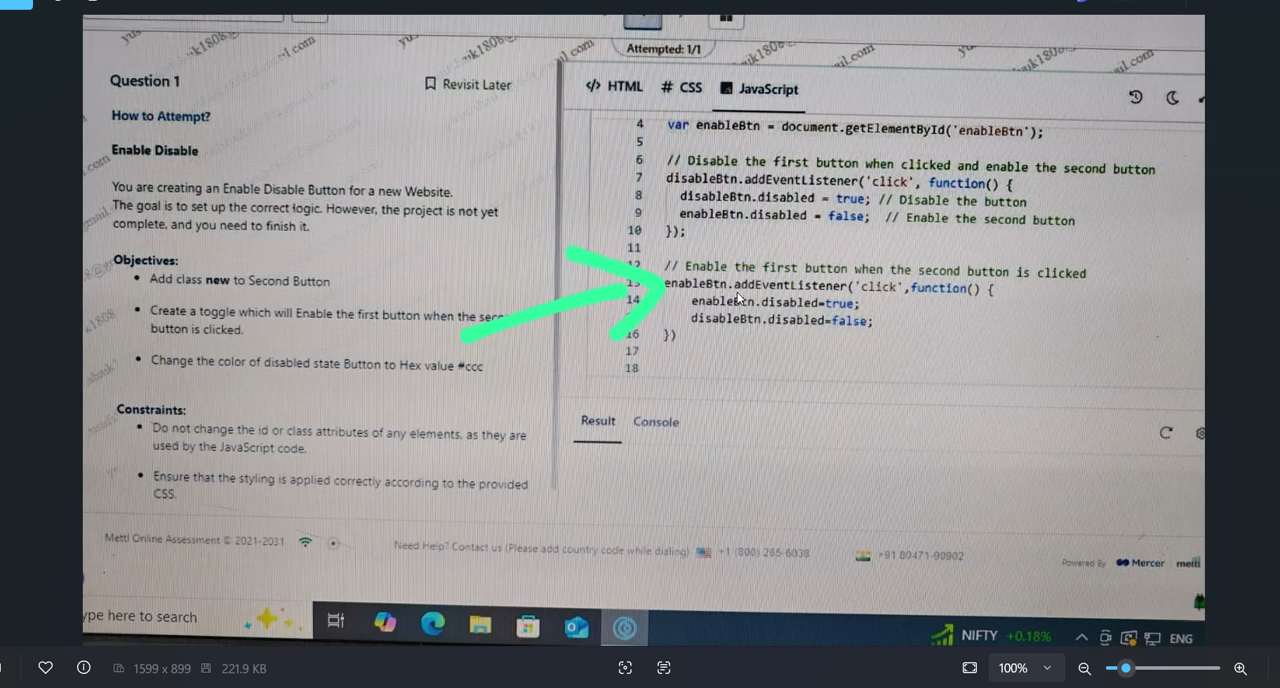 Attempted: 1/1
Question 1
Revisit Later
How to Attempt?
Enable Disable
You are creating an Enable Disable Button for a new Website.
The goal is to set up the correct logic. However, the project is not yet
complete, and you need to finish it.
Objectives:
• Add class new to Second Button
• Create a toggle which will Enable the first button when the
button is clicked.
• Change the color of disabled state Button to Hex value #ccc
Constraints:
• Do not change the id or class attributes of any elements, as they are
used by the JavaScript code.
• Ensure that the styling is applied correctly according to the provided
CSS.
</> HTML # CSS JavaScript
4 var enableBtn = document.getElementById('enableBtn');
5
6 // Disable the first button when clicked and enable the second button
7 disableBtn.addEventListener('click', function() {
8 disableBtn.disabled = true; // Disable the button
9 enableBtn.disabled = false; // Enable the second button
10 });
11
12 // Enable the first button when the second button is clicked
13 enableBtn.addEventListener('click',function() {
14 enableBtn.disabled=true;
disableBtn.disabled=false;
16 })
17
18
Result Console
Mettl Online Assessment © 2021-2031
Need Help? Contact us (Please add country code while dialing) +1 (800) 265-6038
+91 80471-90902
Powered By Mercer mettl
ype here to search
NIFTY +0.18%
ENG
1599 x 899 221.9 KB
100%